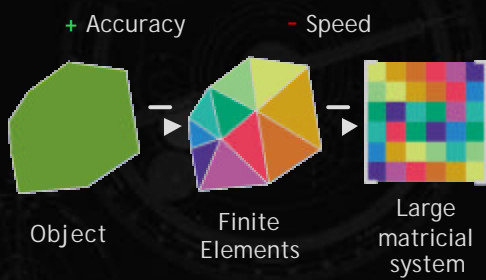 + Accuracy
- Speed
Object
Finite
Elements
Large
matricial
system